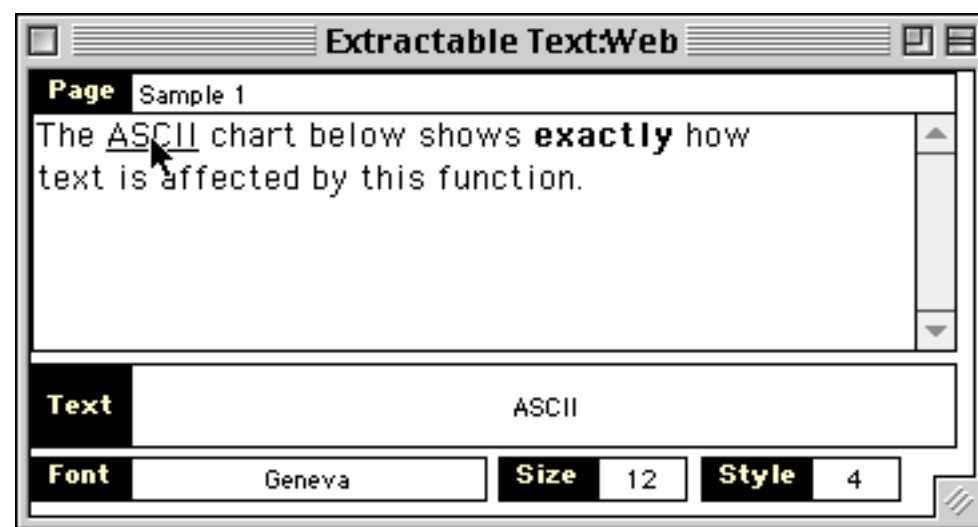 Extractable Text:Web
Page Sample 1
The ASCII chart below shows exactly how
text is affected by this function.
Text ASCII
Font Geneva Size 12 Style 4